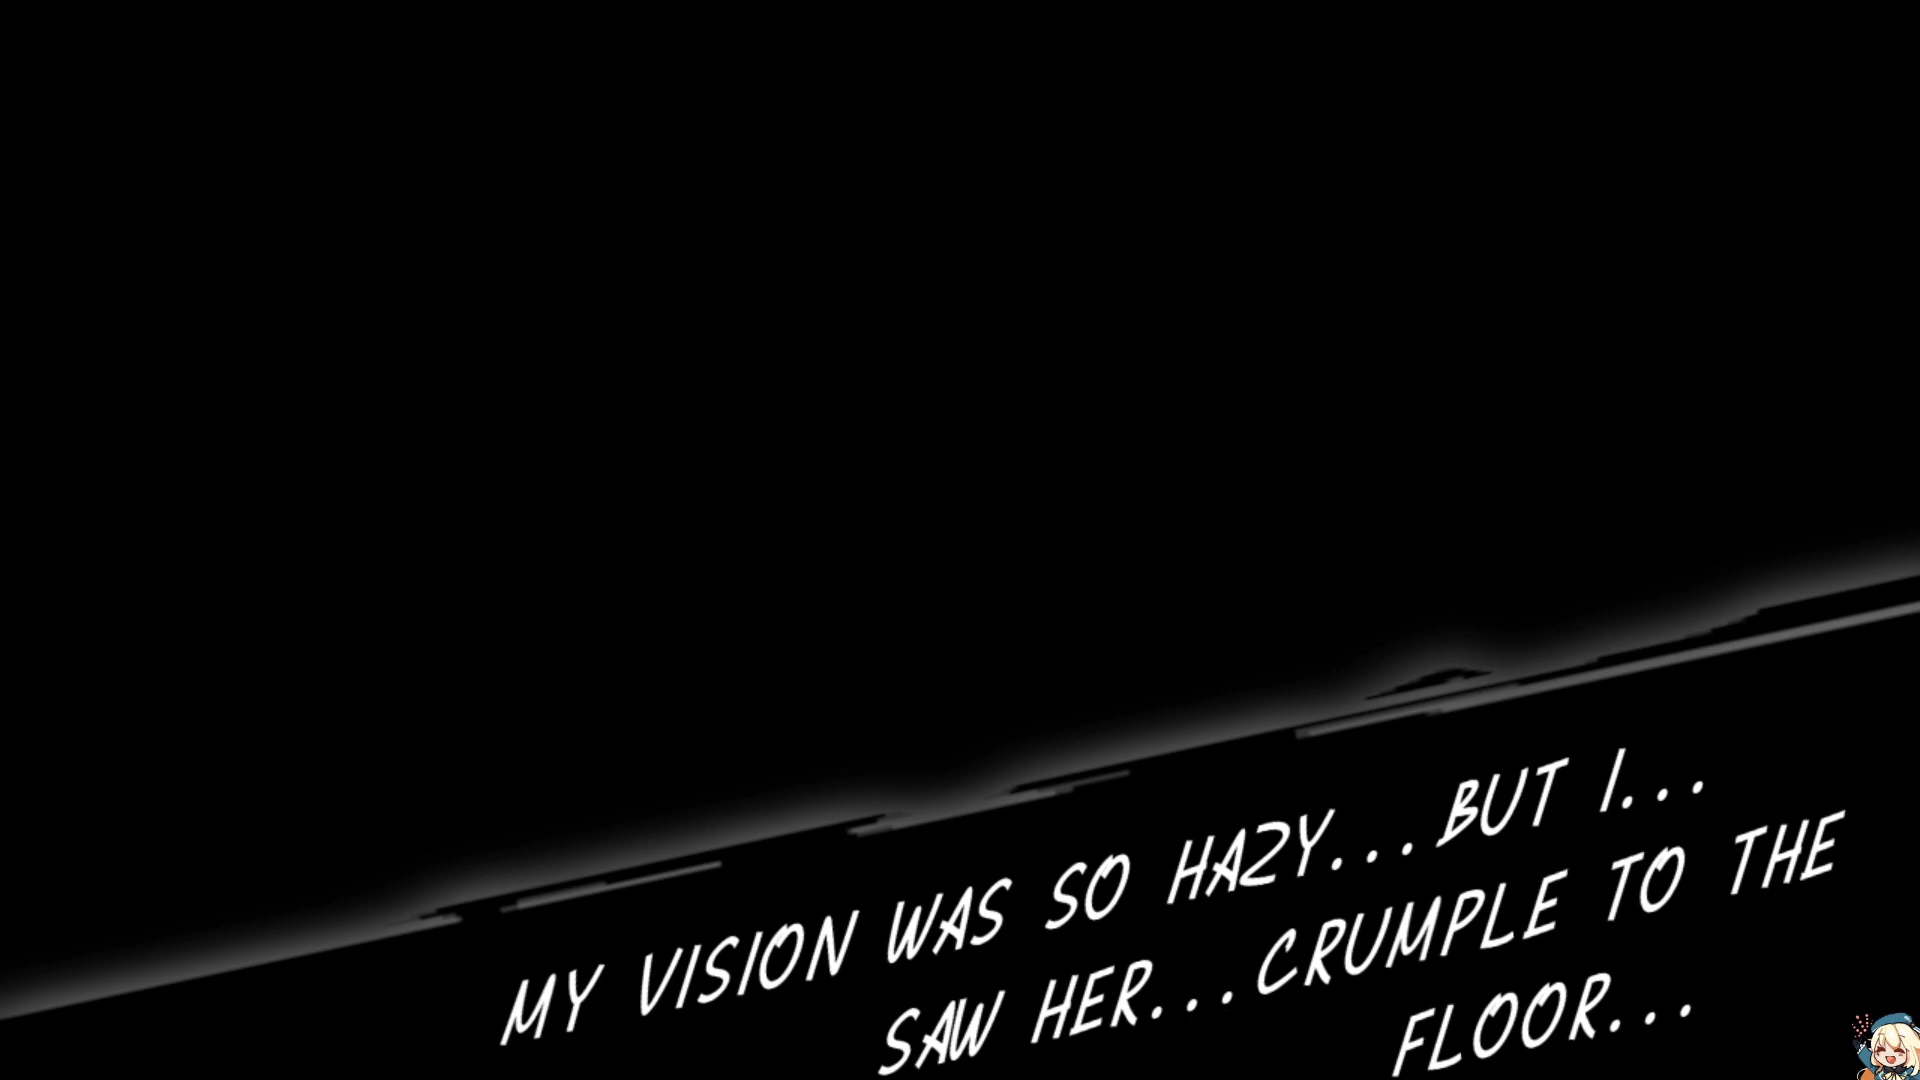 MY VISION WAS SO HAZY...BUT I...
SAW HER...CRUMPLE TO THE
FLOOR...